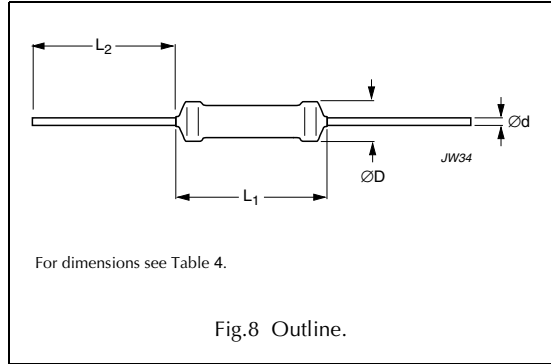 L2
Ød
JW34
ØD
L1
For dimensions see Table 4.
Fig.8 Outline.